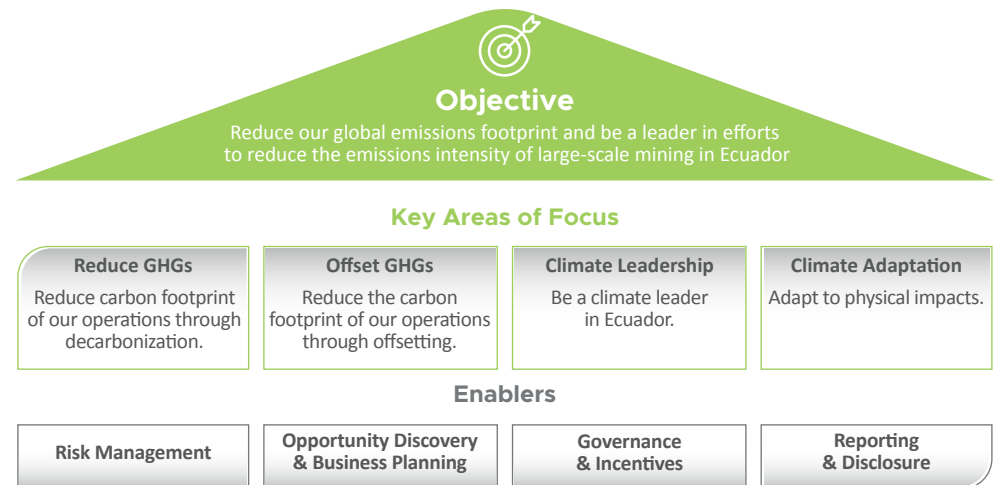 Objective
Reduce our global emissions footprint and be a leader in efforts
to reduce the emissions intensity of large-scale mining in Ecuador
Key Areas of Focus
Reduce GHGs
Reduce carbon footprint
of our operations through
decarbonization.
Offset GHGs
Reduce the carbon
footprint of our operations
through offsetting.
Climate Leadership
Be a climate leader
in Ecuador.
Climate Adaptation
Adapt to physical impacts.
Enablers
Risk Management
Opportunity Discovery
& Business Planning
Governance
& Incentives
Reporting
& Disclosure